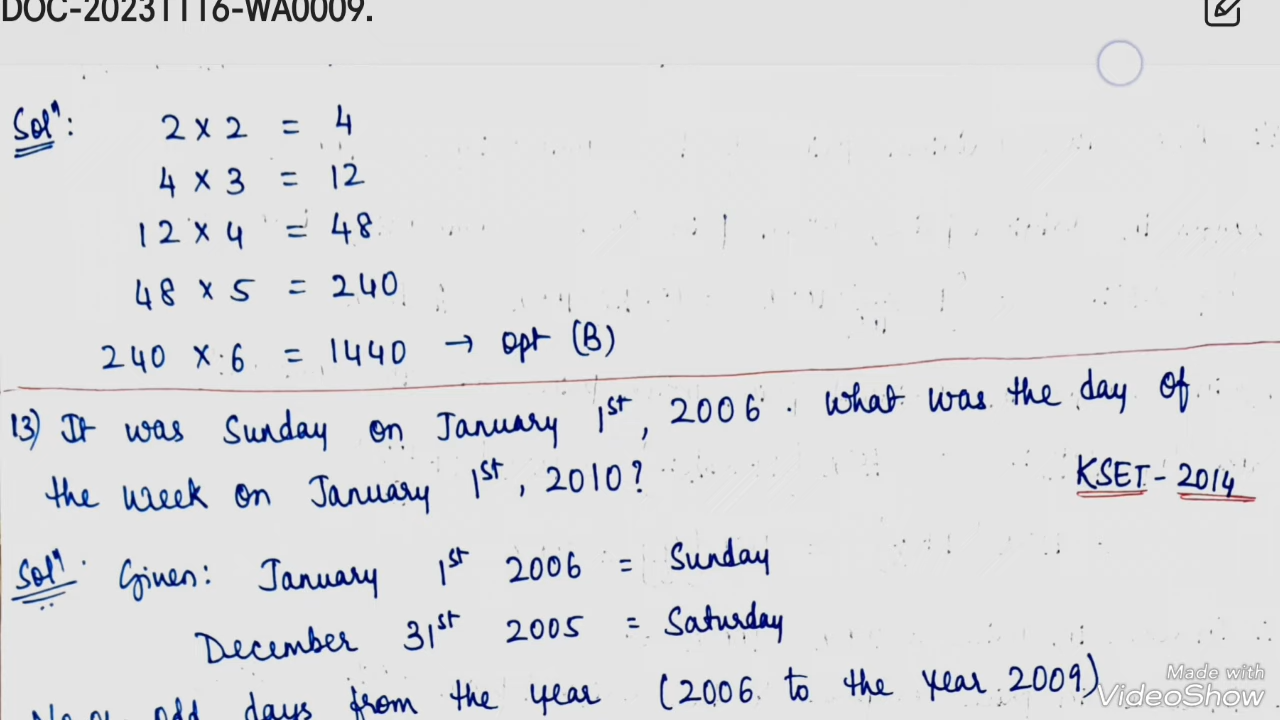 DOC-20231116-WA0009.
Solⁿ: 2 × 2 = 4
4 × 3 = 12
12 × 4 = 48
48 × 5 = 240
240 × 6 = 1440 → opt (B)
13) It was Sunday on January 1st, 2006. What was the day of
the week on January 1st, 2010? KSET - 2014
Solⁿ. Given: January 1st 2006 = Sunday
December 31st 2005 = Saturday
odd days from the year (2006 to the year 2009)
Made with
VideoShow